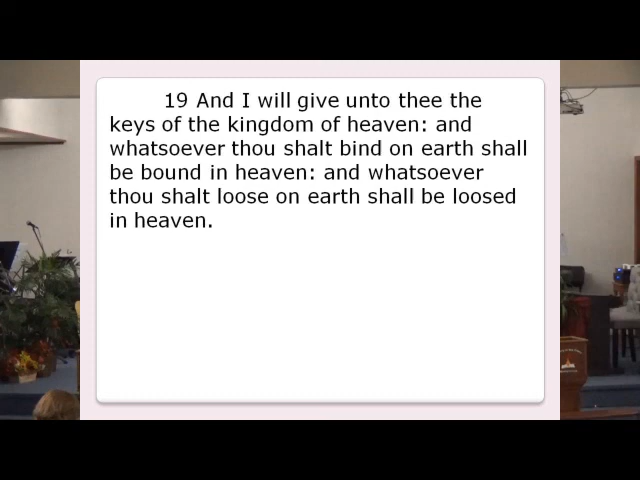 19 And I will give unto thee the
keys of the kingdom of heaven: and
whatsoever thou shalt bind on earth shall
be bound in heaven: and whatsoever
thou shalt loose on earth shall be loosed
in heaven.